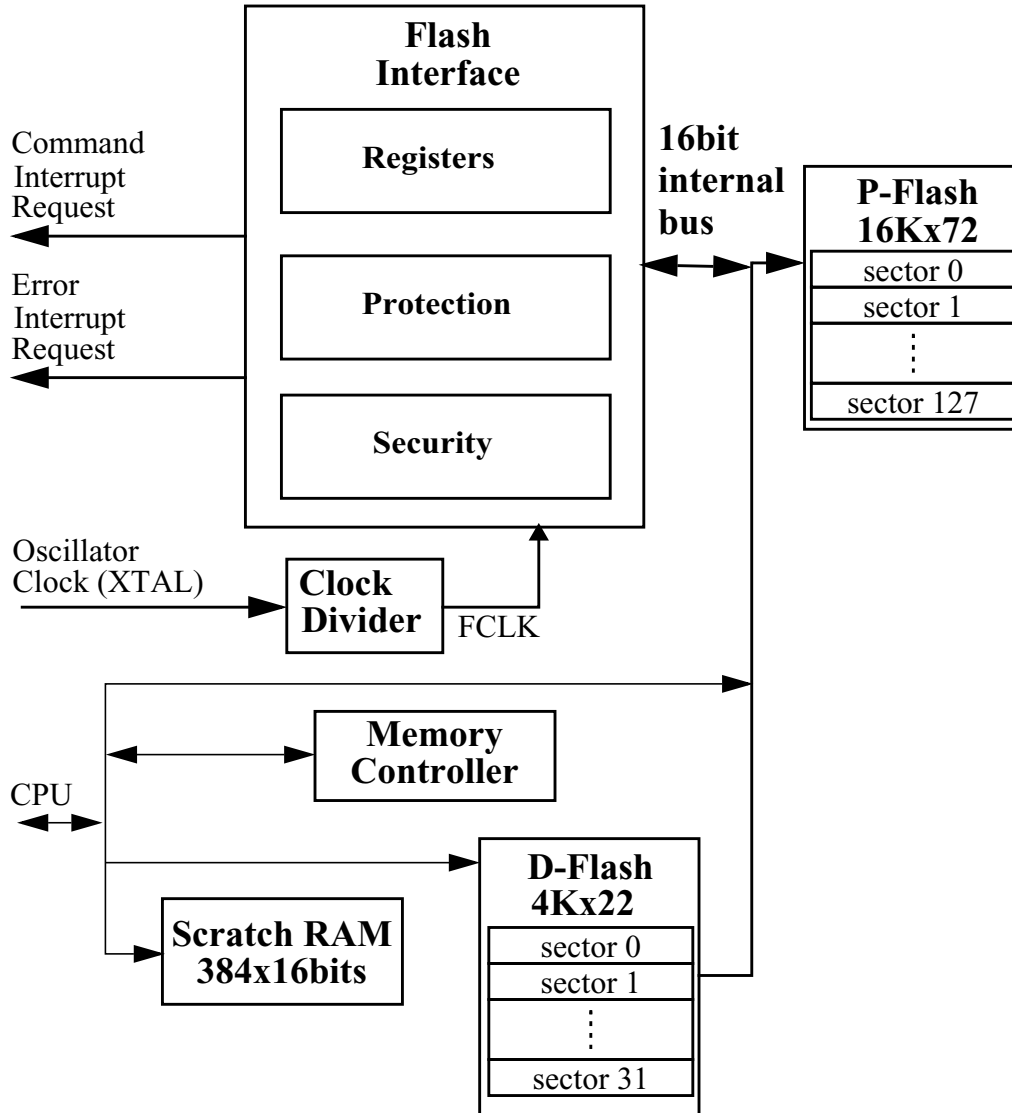 Flash
Interface
Registers
Protection
Security
Command
Interrupt
Request
Error
Interrupt
Request
16bit
internal
bus
P-Flash
16Kx72
sector 0
sector 1
sector 127
Oscillator
Clock (XTAL)
Clock
Divider
FCLK
Memory
Controller
CPU
Scratch RAM
384x16bits
D-Flash
4Kx22
sector 0
sector 1
sector 31